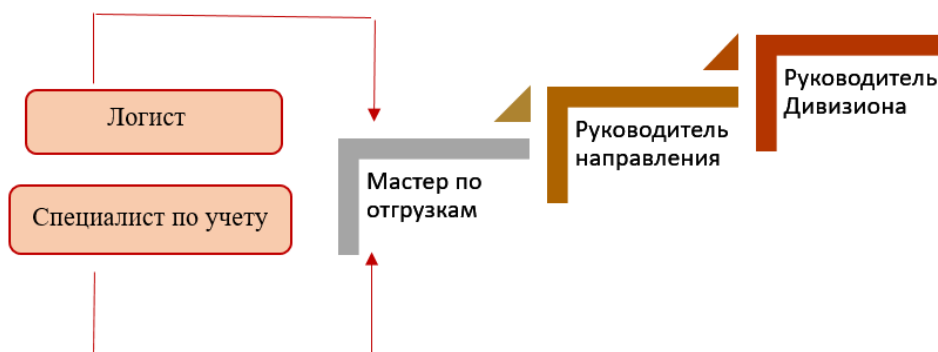 Логист
Специалист по учету
Мастер по
отгрузкам
Руководитель
направления
Руководитель
Дивизиона